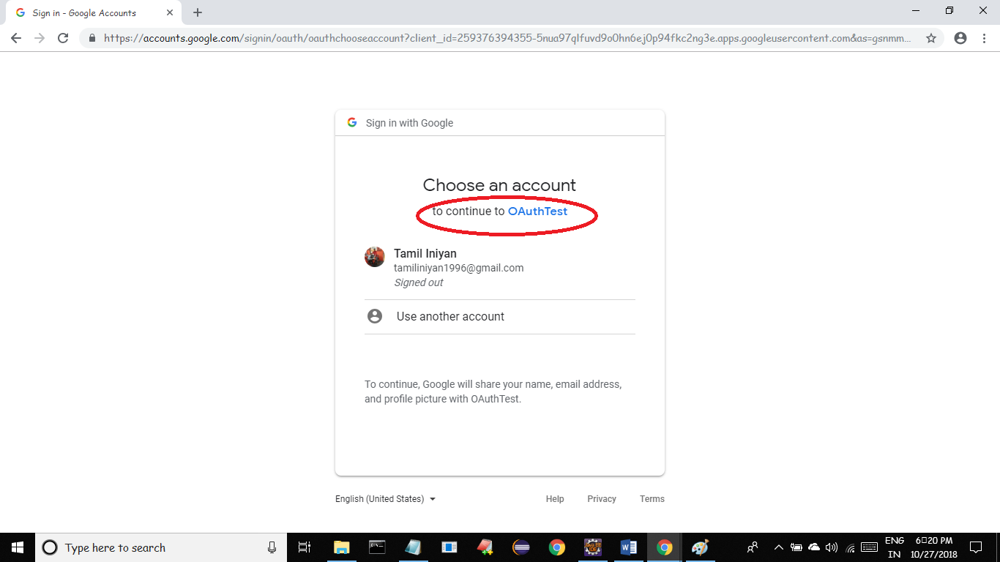 Sign in - Google Accounts
https://accounts.google.com/signin/oauth/oauthchooseaccount?client_id=259376394355-5nua97qlfuvd9o0hn6ej0p94fkc2ng3e.apps.googleusercontent.com&as=gsnmm...
Sign in with Google
Choose an account
to continue to OAuthTest
Tamil Iniyan
tamiliniyan1996@gmail.com
Signed out
Use another account
To continue, Google will share your name, email address,
and profile picture with OAuthTest.
English (United States) Help Privacy Terms
Type here to search
ENG 6:20 PM
IN 10/27/2018